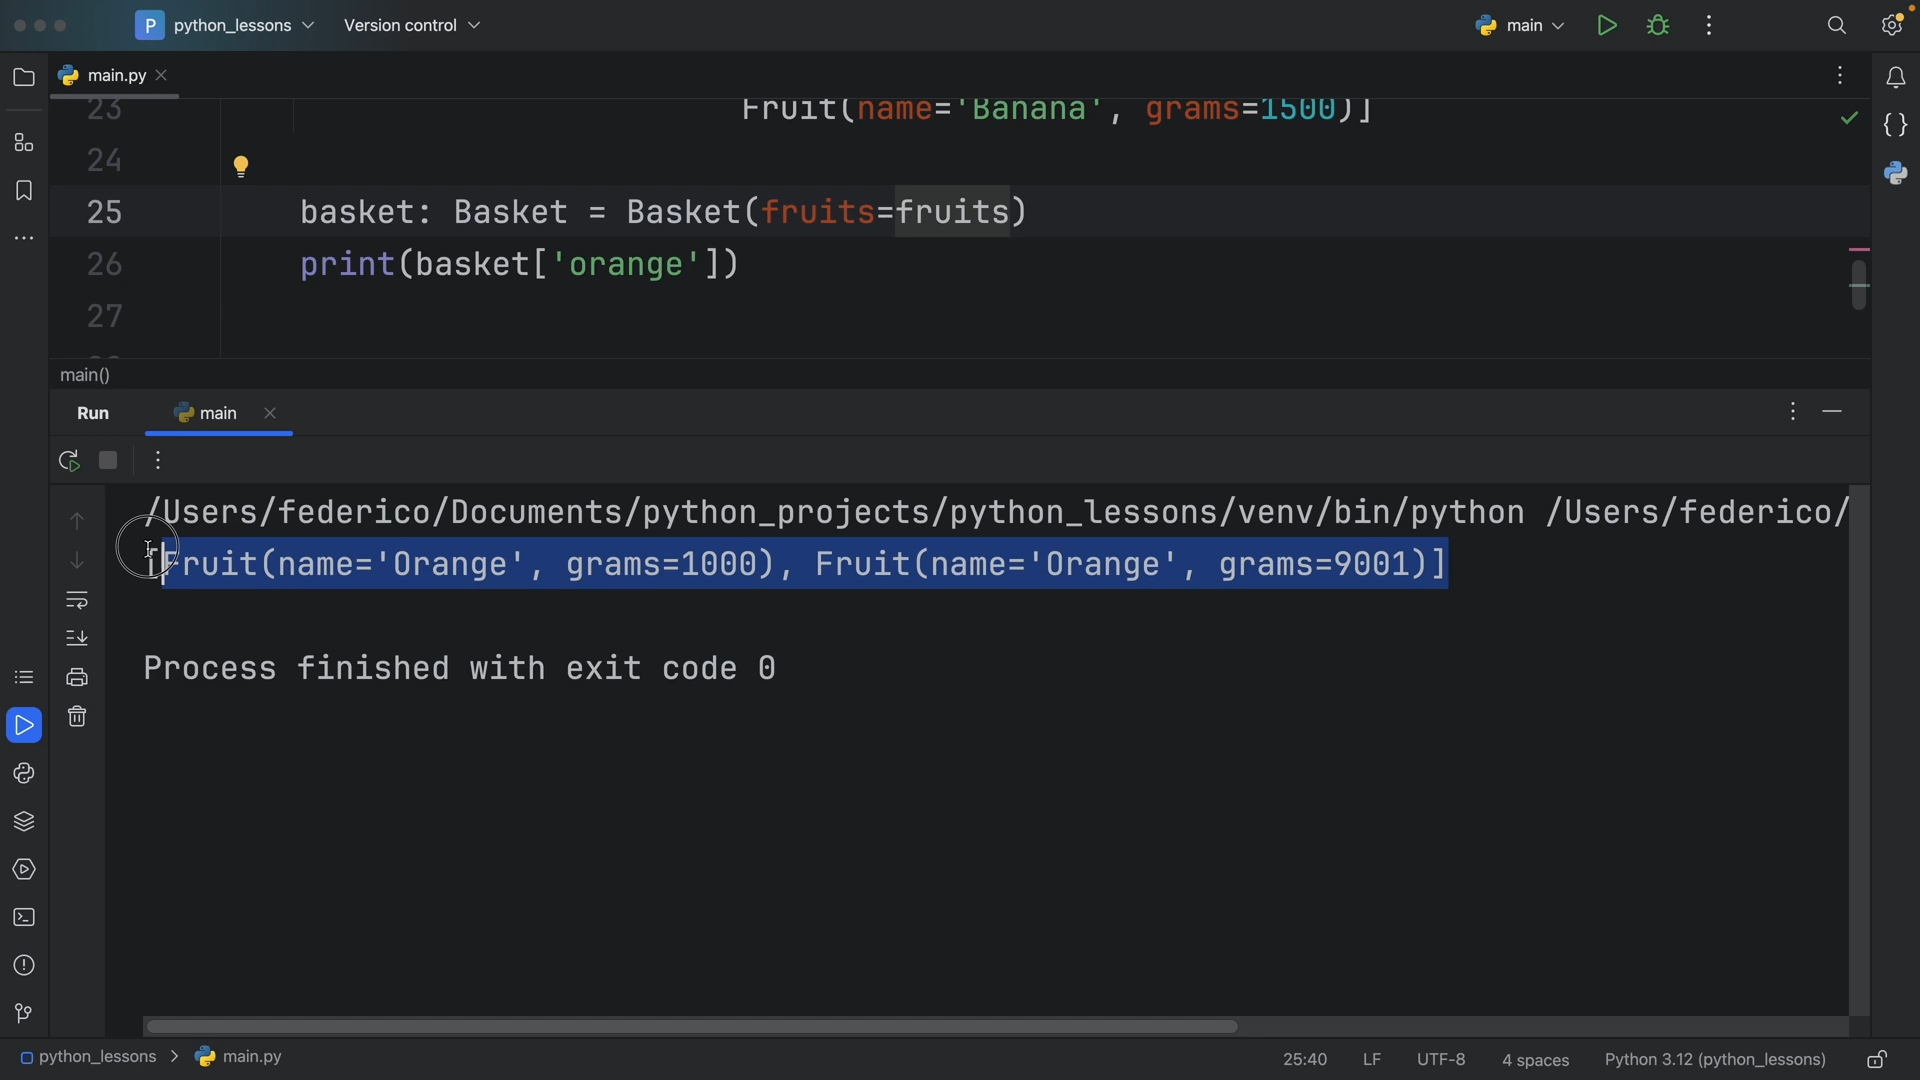 P python_lessons Version control main
main.py
23 Fruit(name='Banana', grams=1500)]
24
25 basket: Basket = Basket(fruits=fruits)
26 print(basket['orange'])
27
main()
Run main
/Users/federico/Documents/python_projects/python_lessons/venv/bin/python /Users/federico/
[Fruit(name='Orange', grams=1000), Fruit(name='Orange', grams=9001)]
Process finished with exit code 0
python_lessons > main.py 25:40 LF UTF-8 4 spaces Python 3.12 (python_lessons)